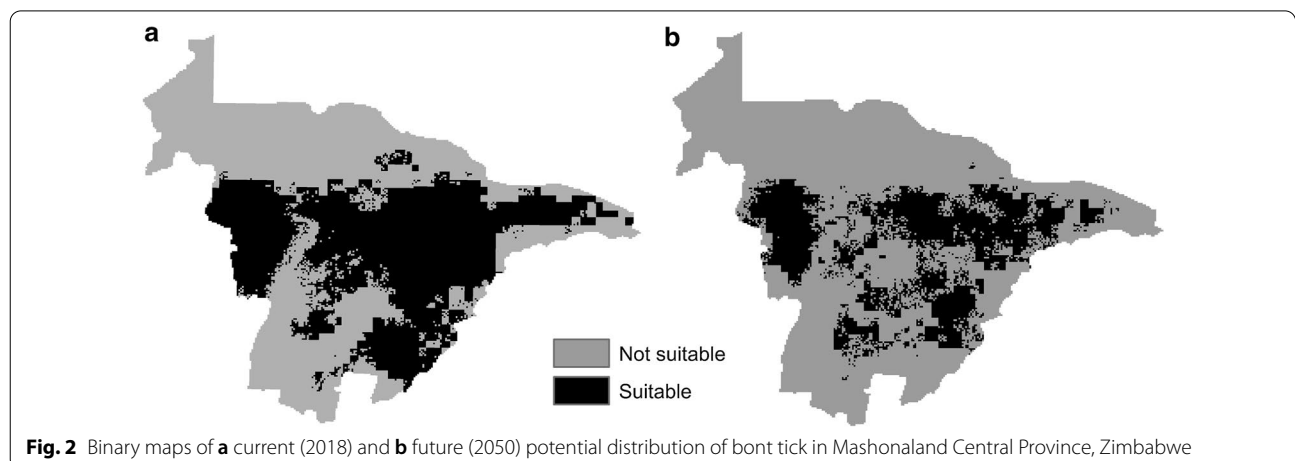 a
b
Not suitable
Suitable
Fig. 2 Binary maps of a current (2018) and b future (2050) potential distribution of bont tick in Mashonaland Central Province, Zimbabwe